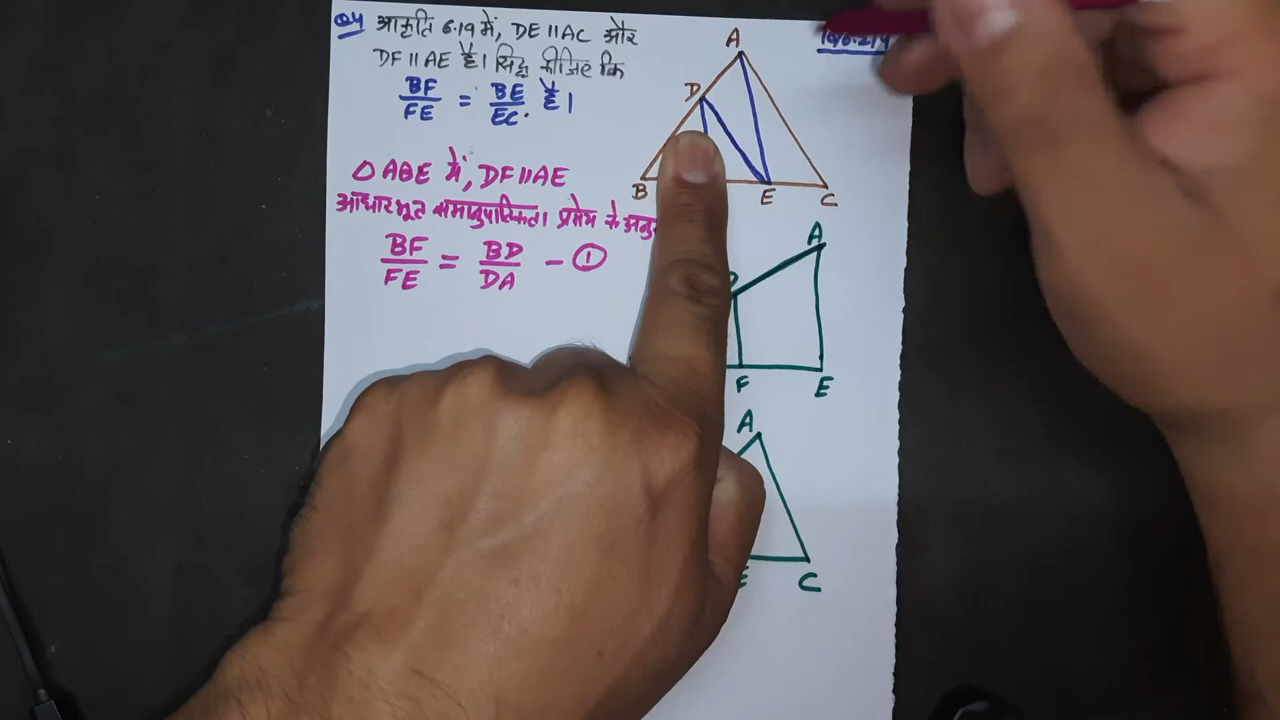 Q4 आकृति 6.19 में, DE || AC और
DF || AE है। सिद्ध कीजिए कि
BF/FE = BE/EC है।
△ABE में, DF || AE
आधारभूत समानुपातिकता प्रमेय के
BF/FE = BD/DA - ①
A
D
B
E
C
A
F
E
A
C